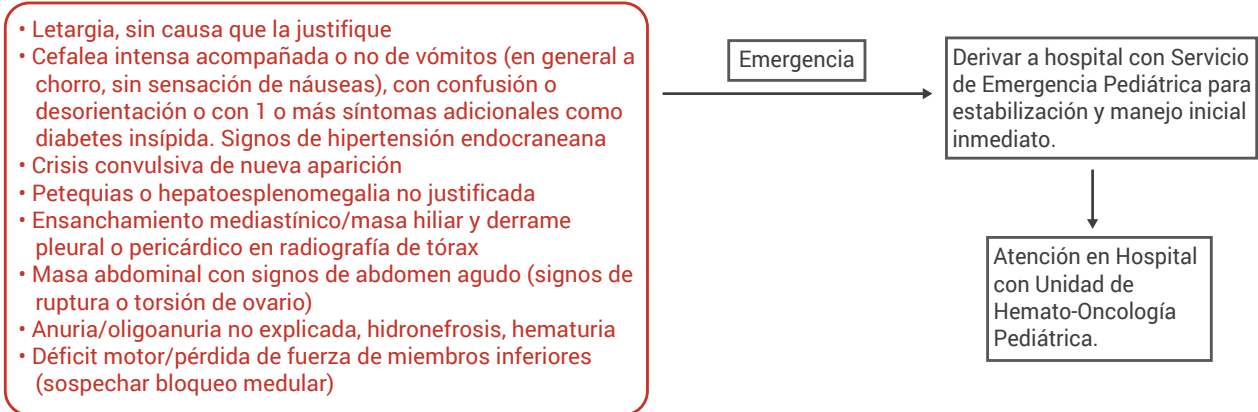 • Letargia, sin causa que la justifique
• Cefalea intensa acompañada o no de vómitos (en general a
chorro, sin sensación de náuseas), con confusión o
desorientación o con 1 o más síntomas adicionales como
diabetes insípida. Signos de hipertensión endocraneana
• Crisis convulsiva de nueva aparición
• Petequias o hepatoesplenomegalia no justificada
• Ensanchamiento mediastínico/masa hiliar y derrame
pleural o pericárdico en radiografía de tórax
• Masa abdominal con signos de abdomen agudo (signos de
ruptura o torsión de ovario)
• Anuria/oligoanuria no explicada, hidronefrosis, hematuria
• Déficit motor/pérdida de fuerza de miembros inferiores
(sospechar bloqueo medular)
Emergencia
Derivar a hospital con Servicio
de Emergencia Pediátrica para
estabilización y manejo inicial
inmediato.
Atención en Hospital
con Unidad de
Hemato-Oncología
Pediátrica.